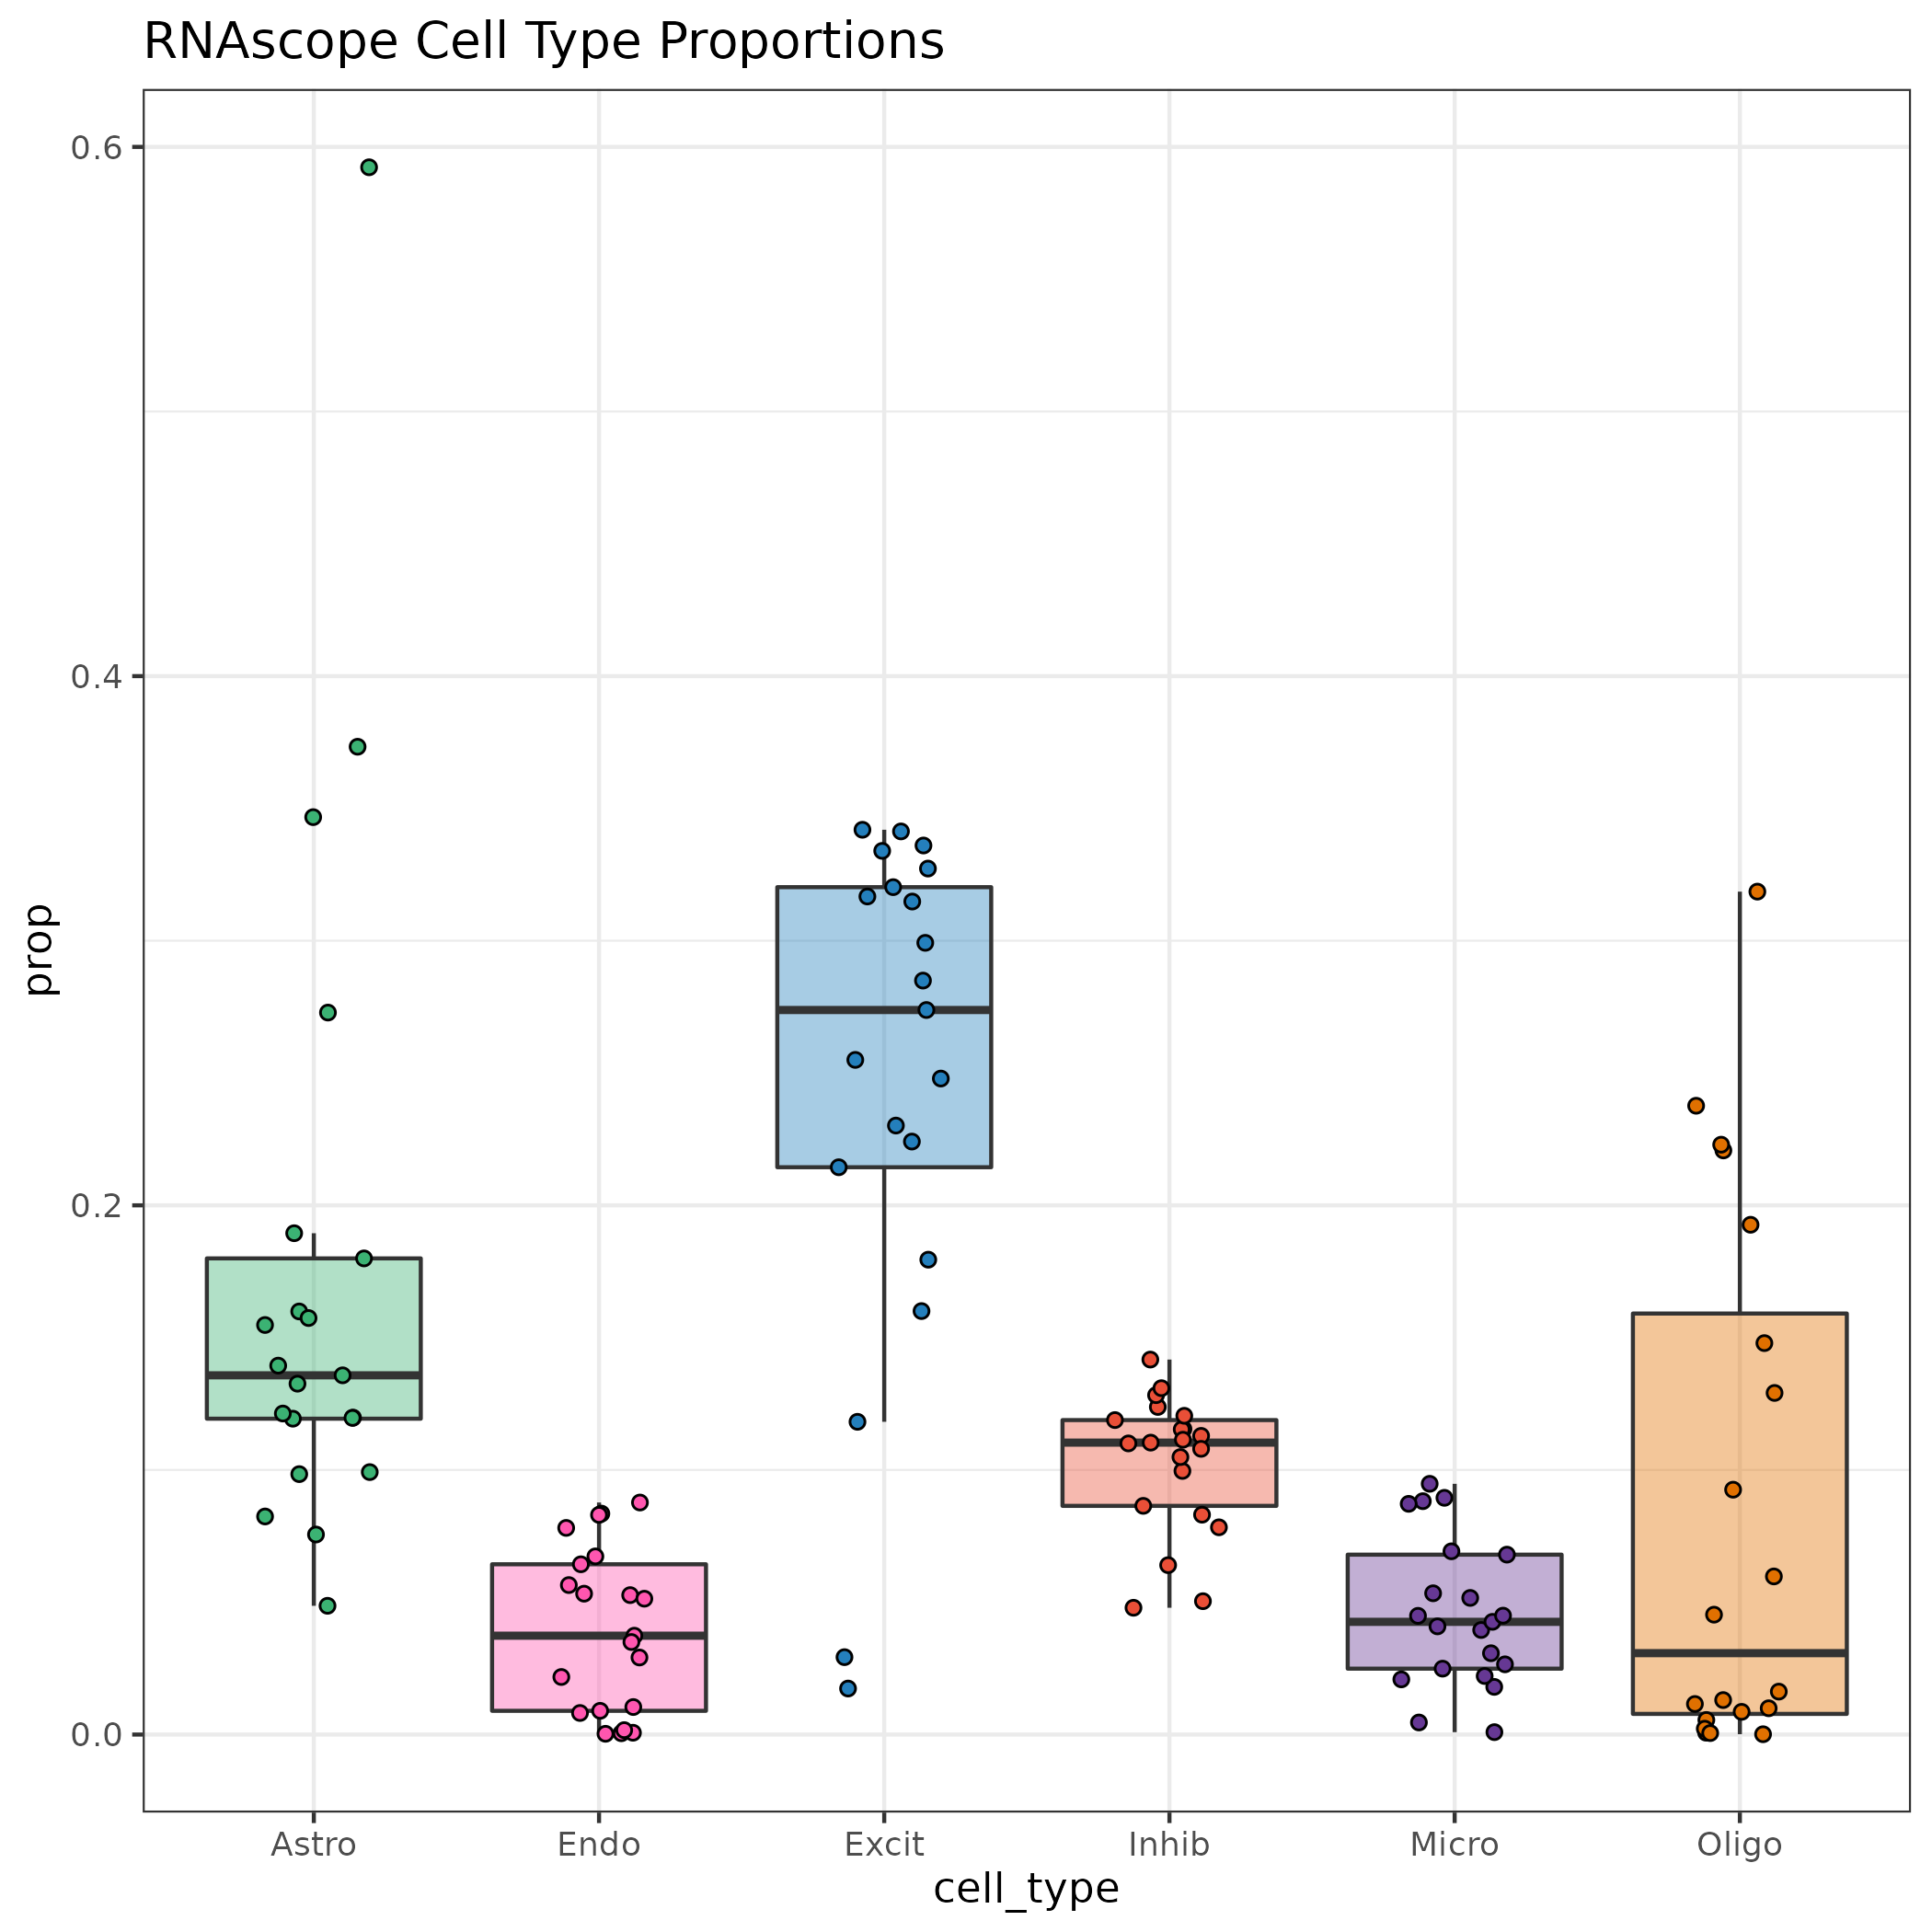 RNAscope Cell Type Proportions
0.6
0.4
0.2
0.0
prop
Astro Endo Excit Inhib Micro Oligo
cell_type